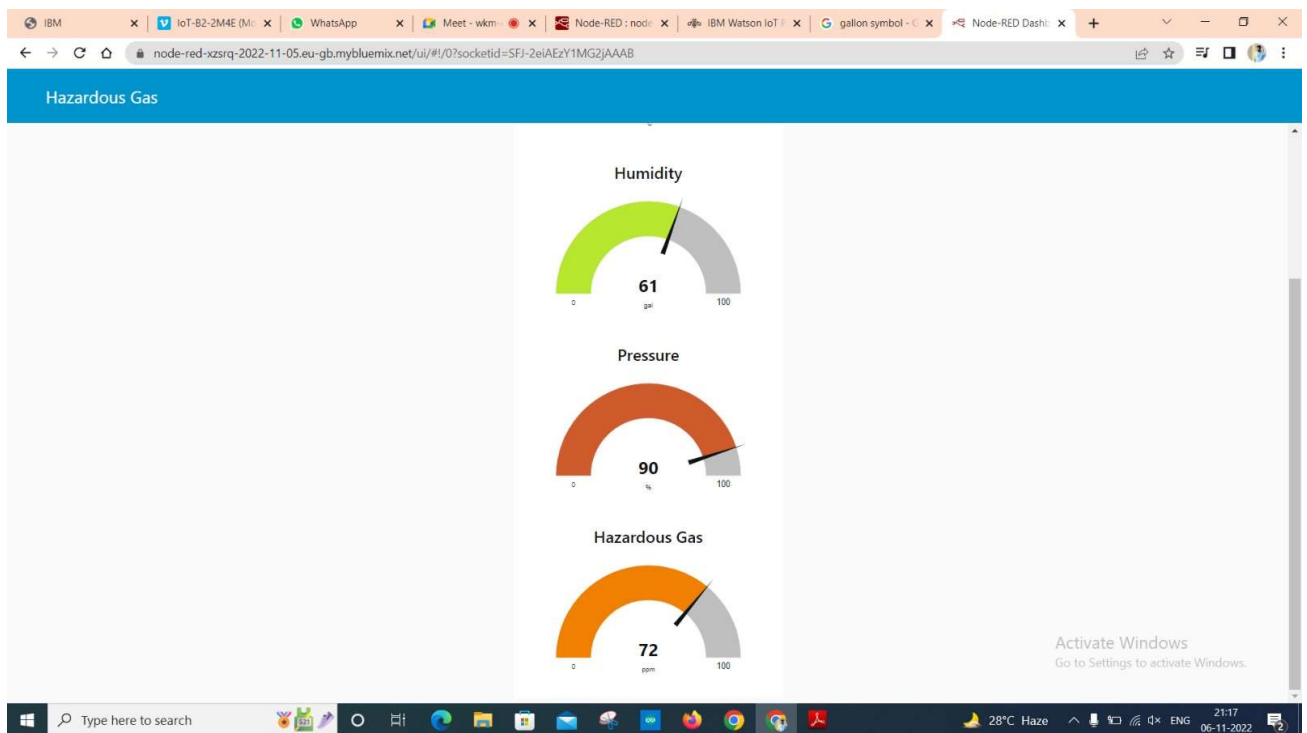 IBM
IoT-B2-2M4E (Mo
WhatsApp
Meet - wkm-
Node-RED : node
IBM Watson IoT P
gallon symbol - G
Node-RED Dashb
node-red-xzsrq-2022-11-05.eu-gb.mybluemix.net/ui/#!/0?socketid=SFJ-2eiAEzY1MG2jAAAB
Hazardous Gas
Humidity
61
gal
0
100
Pressure
90
%
0
100
Hazardous Gas
72
ppm
0
100
Activate Windows
Go to Settings to activate Windows.
Type here to search
28°C Haze
ENG
21:17
06-11-2022
2